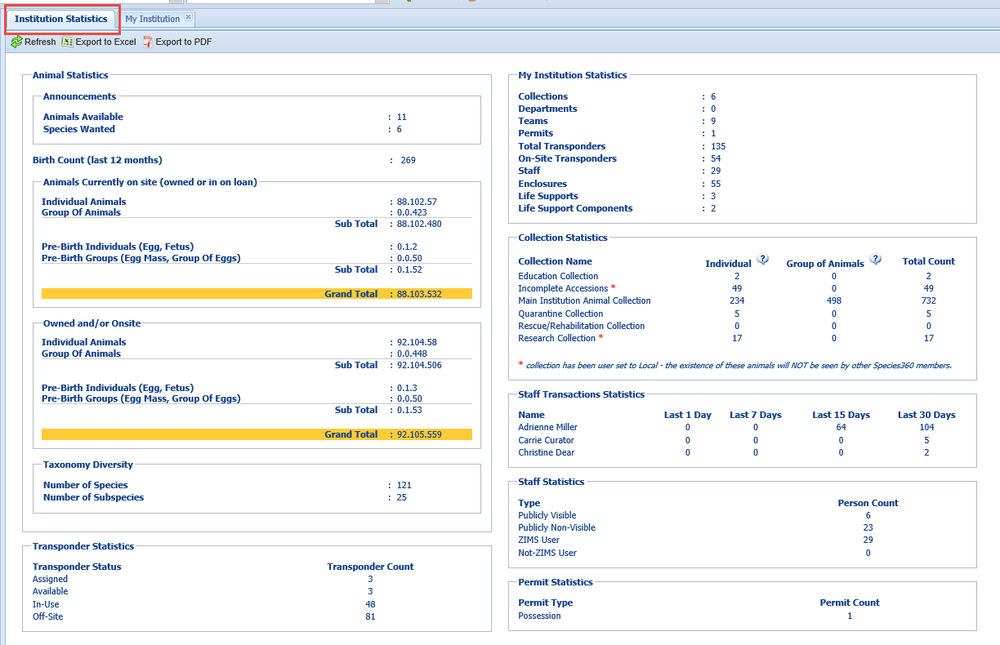 Institution Statistics My Institution
Refresh Export to Excel Export to PDF
Animal Statistics
Announcements
Animals Available : 11
Species Wanted : 6
Birth Count (last 12 months) : 269
Animals Currently on site (owned or in on loan)
Individual Animals : 88.102.57
Group Of Animals : 0.0.423
Sub Total : 88.102.480
Pre-Birth Individuals (Egg, Fetus) : 0.1.2
Pre-Birth Groups (Egg Mass, Group Of Eggs) : 0.0.50
Sub Total : 0.1.52
Grand Total : 88.103.532
Owned and/or Onsite
Individual Animals : 92.104.58
Group Of Animals : 0.0.448
Sub Total : 92.104.506
Pre-Birth Individuals (Egg, Fetus) : 0.1.3
Pre-Birth Groups (Egg Mass, Group Of Eggs) : 0.0.50
Sub Total : 0.1.53
Grand Total : 92.105.559
Taxonomy Diversity
Number of Species : 121
Number of Subspecies : 25
Transponder Statistics
Transponder Status Transponder Count
Assigned 3
Available 3
In-Use 48
Off-Site 81
My Institution Statistics
Collections : 6
Departments : 0
Teams : 9
Permits : 1
Total Transponders : 135
On-Site Transponders : 54
Staff : 29
Enclosures : 55
Life Supports : 3
Life Support Components : 2
Collection Statistics
Collection Name Individual ? Group of Animals ? Total Count
Education Collection 2 0 2
Incomplete Accessions * 49 0 49
Main Institution Animal Collection 234 498 732
Quarantine Collection 5 0 5
Rescue/Rehabilitation Collection 0 0 0
Research Collection * 17 0 17
* collection has been user set to Local - the existence of these animals will NOT be seen by other Species360 members.
Staff Transactions Statistics
Name Last 1 Day Last 7 Days Last 15 Days Last 30 Days
Adrienne Miller 0 0 64 104
Carrie Curator 0 0 0 5
Christine Dear 0 0 0 2
Staff Statistics
Type Person Count
Publicly Visible 6
Publicly Non-Visible 23
ZIMS User 29
Not-ZIMS User 0
Permit Statistics
Permit Type Permit Count
Possession 1